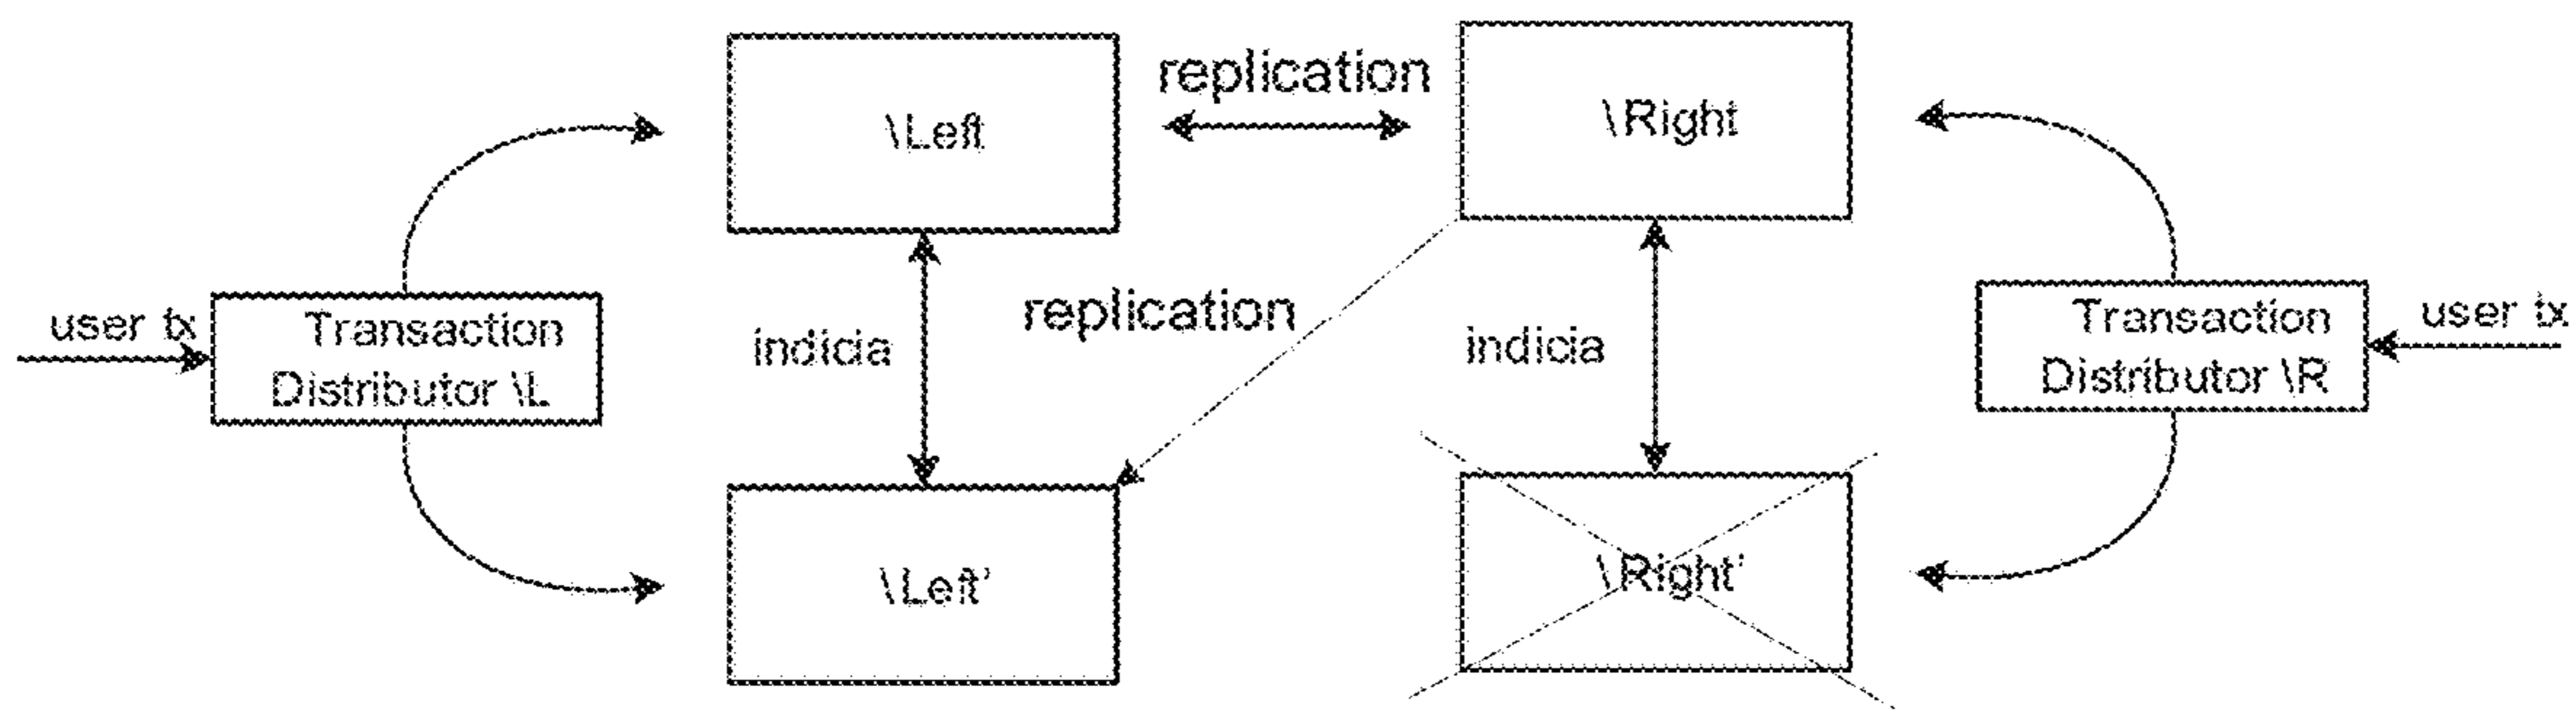 replication
\Left
\Right
user tx
Transaction
Distributor \L
indicia
replication
indicia
Transaction
Distributor \R
user tx
\Left'
\Right'